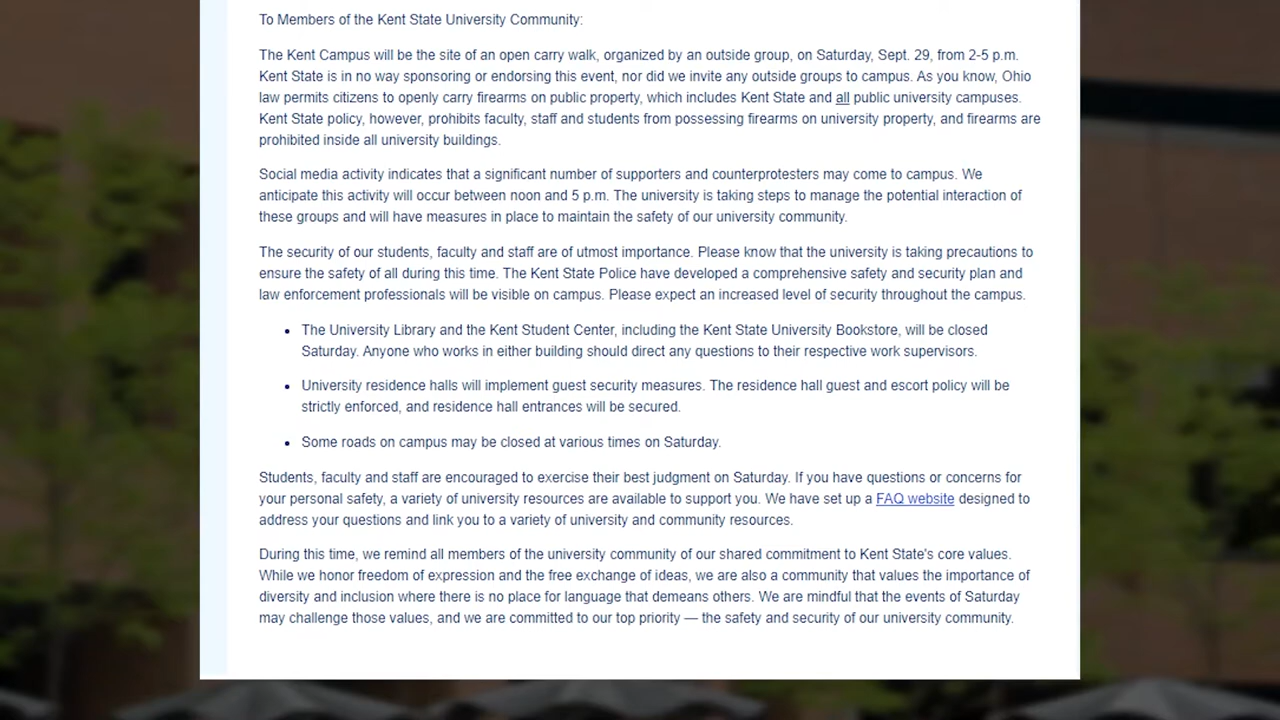 To Members of the Kent State University Community:
The Kent Campus will be the site of an open carry walk, organized by an outside group, on Saturday, Sept. 29, from 2-5 p.m.
Kent State is in no way sponsoring or endorsing this event, nor did we invite any outside groups to campus. As you know, Ohio
law permits citizens to openly carry firearms on public property, which includes Kent State and all public university campuses.
Kent State policy, however, prohibits faculty, staff and students from possessing firearms on university property, and firearms are
prohibited inside all university buildings.
Social media activity indicates that a significant number of supporters and counterprotesters may come to campus. We
anticipate this activity will occur between noon and 5 p.m. The university is taking steps to manage the potential interaction of
these groups and will have measures in place to maintain the safety of our university community.
The security of our students, faculty and staff are of utmost importance. Please know that the university is taking precautions to
ensure the safety of all during this time. The Kent State Police have developed a comprehensive safety and security plan and
law enforcement professionals will be visible on campus. Please expect an increased level of security throughout the campus.
• The University Library and the Kent Student Center, including the Kent State University Bookstore, will be closed
Saturday. Anyone who works in either building should direct any questions to their respective work supervisors.
• University residence halls will implement guest security measures. The residence hall guest and escort policy will be
strictly enforced, and residence hall entrances will be secured.
• Some roads on campus may be closed at various times on Saturday.
Students, faculty and staff are encouraged to exercise their best judgment on Saturday. If you have questions or concerns for
your personal safety, a variety of university resources are available to support you. We have set up a FAQ website designed to
address your questions and link you to a variety of university and community resources.
During this time, we remind all members of the university community of our shared commitment to Kent State's core values.
While we honor freedom of expression and the free exchange of ideas, we are also a community that values the importance of
diversity and inclusion where there is no place for language that demeans others. We are mindful that the events of Saturday
may challenge those values, and we are committed to our top priority — the safety and security of our university community.